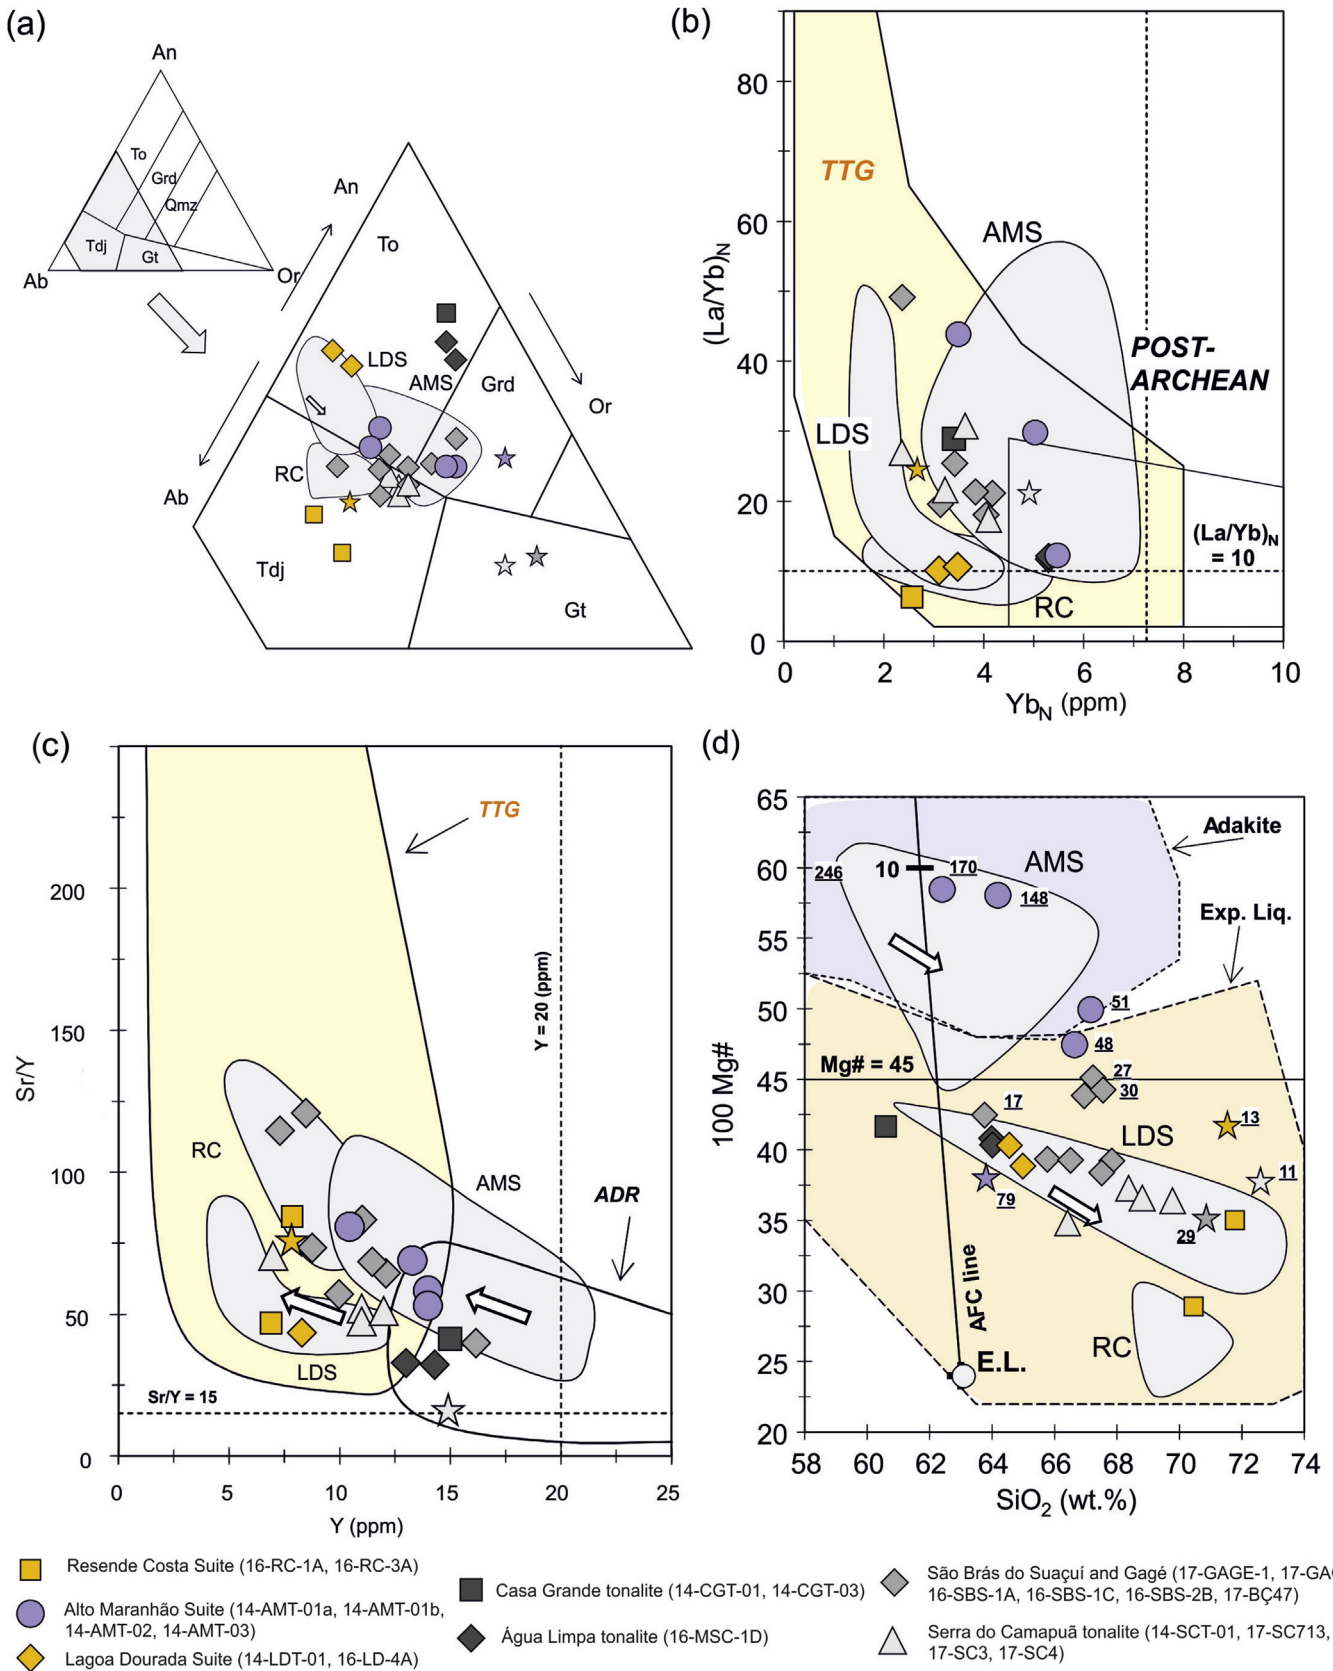 (a)
An
To
Grd
Qmz
Tdj
Gt
Ab
Or
An
To
LDS
AMS
Grd
Or
RC
Ab
Tdj
Gt
(b)
80
60
40
20
0
(La/Yb)N
TTG
AMS
POST-
ARCHEAN
LDS
(La/Yb)N
= 10
RC
0 2 4 6 8 10
YbN (ppm)
(c)
200
150
100
50
0
Sr/Y
TTG
Y = 20 (ppm)
RC
AMS
ADR
LDS
Sr/Y = 15
0 5 10 15 20 25
Y (ppm)
(d)
65
60
55
50
45
40
35
30
25
20
100 Mg#
Adakite
AMS
246
10
170
148
Exp. Liq.
51
48
Mg# = 45
27
30
17
LDS
13
11
79
29
AFC line
RC
E.L.
58 60 62 64 66 68 70 72 74
SiO2 (wt.%)
Resende Costa Suite (16-RC-1A, 16-RC-3A)
Alto Maranhão Suite (14-AMT-01a, 14-AMT-01b,
14-AMT-02, 14-AMT-03)
Lagoa Dourada Suite (14-LDT-01, 16-LD-4A)
Casa Grande tonalite (14-CGT-01, 14-CGT-03)
Água Limpa tonalite (16-MSC-1D)
São Brás do Suaçuí and Gagé (17-GAGE-1,
16-SBS-1A, 16-SBS-1C, 16-SBS-2B, 17-BÇ47)
Serra do Camapuã tonalite (14-SCT-01, 17-SC713,
17-SC3, 17-SC4)